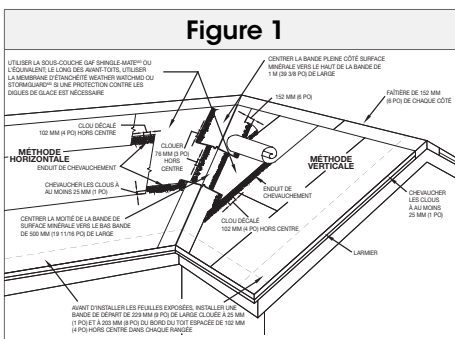 Figure 1
UTILISER LA SOUS-COUCHE GAF SHINGLE-MATEᴹᴰ OU
L'ÉQUIVALENT, LE LONG DES AVANT-TOITS, UTILISER
LA MEMBRANE D'ÉTANCHÉITÉ WEATHER WATCHMD OU
STORMGUARDᴹᴰ SI UNE PROTECTION CONTRE LES
DIGUES DE GLACE EST NÉCESSAIRE
CENTRER LA BANDE PLEINE CÔTÉ SURFACE
MINÉRALE VERS LE HAUT DE LA BANDE DE
1 M (39 3/8 PO) DE LARGE
152 MM (6 PO)
FAÎTIÈRE DE 152 MM
(6 PO) DE CHAQUE CÔTÉ
CLOU DÉCALÉ
102 MM (4 PO) HORS CENTRE
MÉTHODE
HORIZONTALE
ENDUIT DE CHEVAUCHEMENT
CLOUER
76 MM (3 PO)
HORS
CENTRE
MÉTHODE
VERTICALE
CHEVAUCHER LES CLOUS À
AU MOINS 25 MM (1 PO)
ENDUIT DE
CHEVAUCHEMENT
CHEVAUCHER
LES CLOUS
À AU MOINS
25 MM (1 PO)
CENTRER LA MOITIÉ DE LA BANDE DE
SURFACE MINÉRALE VERS LE BAS BANDE
DE 500 MM (19 11/16 PO) DE LARGE
CLOU DÉCALÉ
102 MM (4 PO) HORS CENTRE
LARMIER
AVANT D'INSTALLER LES FEUILLES EXPOSÉES, INSTALLER UNE
BANDE DE DÉPART DE 229 MM (9 PO) DE LARGE CLOUÉE À 25 MM
(1 PO) ET À 203 MM (8 PO) DU BORD DU TOIT ESPACÉE DE 102 MM
(4 PO) HORS CENTRE DANS CHAQUE RANGÉE